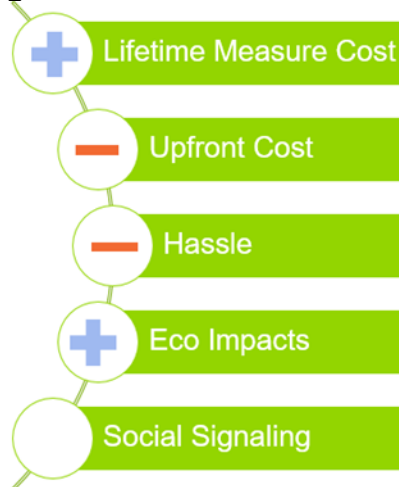 Lifetime Measure Cost
Upfront Cost
Hassle
Eco Impacts
Social Signaling